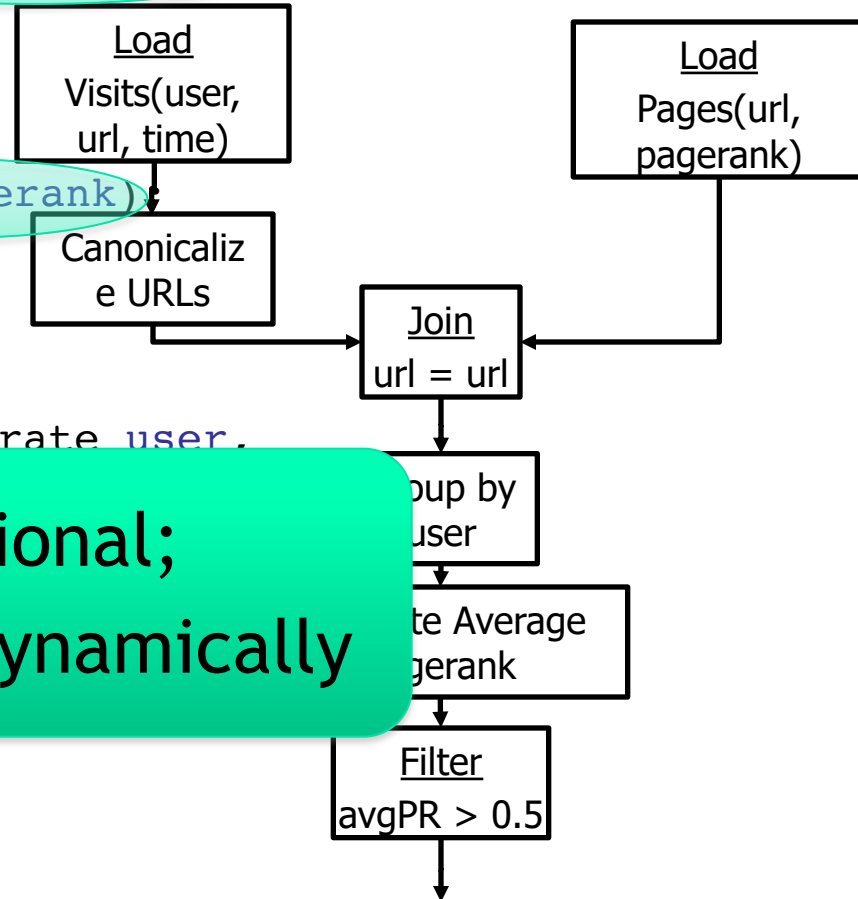 Load
Visits(user,
url, time)
Load
Pages(url,
pagerank)
erank);
Canonicaliz
e URLs
Join
url = url
rate user,
oup by
user
ional;
ynamically
te Average
gerank
Filter
avgPR > 0.5